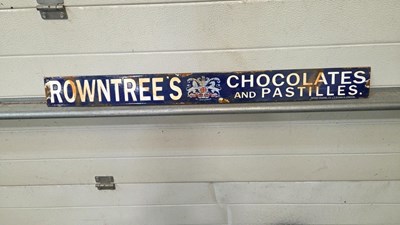 ROWNTREE'S CHOCOLATES
AND PASTILLES.